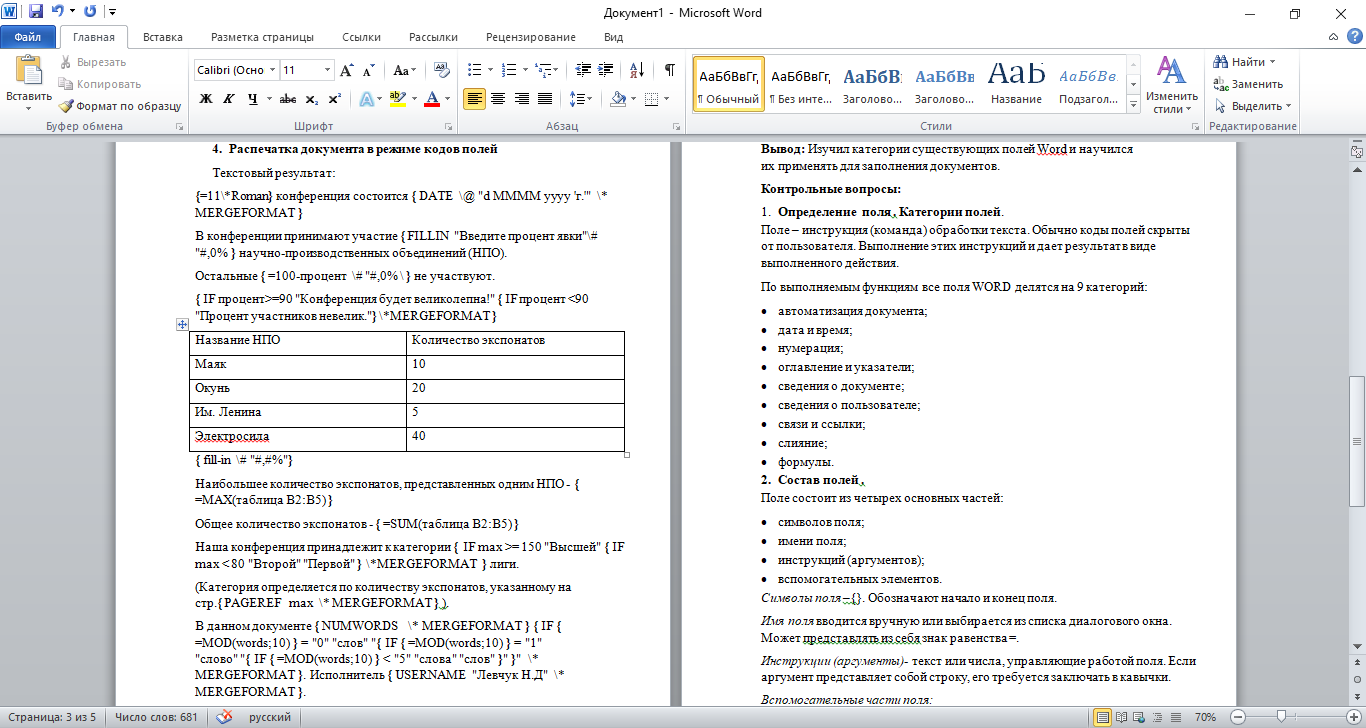 Документ1 - Microsoft Word
Файл Главная Вставка Разметка страницы Ссылки Рассылки Рецензирование Вид
Вставить
Вырезать
Копировать
Формат по образцу
Буфер обмена
Calibri (Осно 11
Ж К Ч abc x₂ x²
Шрифт
Абзац
АаБбВвГг, АаБбВвГг, АаБбВ: АаБбВв АаБ АаБбВв.
¶ Обычный ¶ Без инте... Заголово... Заголово... Название Подзагол...
Стили
Изменить
стили
Найти
Заменить
Выделить
Редактирование
4. Распечатка документа в режиме кодов полей
Текстовый результат:
{=11\*Roman} конференция состоится { DATE \@ "d MMMM yyyy 'г.'" \*
MERGEFORMAT }
В конференции принимают участие { FILLIN "Введите процент явки"\#
"#,0% } научно-производственных объединений (НПО).
Остальные { =100-процент \# "#,0% \ } не участвуют.
{ IF процент>=90 "Конференция будет великолепна!" { IF процент <90
"Процент участников невелик."} \*MERGEFORMAT }
Название НПО Количество экспонатов
Маяк 10
Окунь 20
Им. Ленина 5
Электросила 40
{ fill-in \# "#,#%"}
Наибольшее количество экспонатов, представленных одним НПО - {
=MAX(таблица B2:B5) }
Общее количество экспонатов - { =SUM(таблица B2:B5) }
Наша конференция принадлежит к категории { IF max >= 150 "Высшей" { IF
max < 80 "Второй" "Первой" } \*MERGEFORMAT } лиги.
(Категория определяется по количеству экспонатов, указанному на
стр.{ PAGEREF max \* MERGEFORMAT } ).
В данном документе { NUMWORDS \* MERGEFORMAT } { IF {
=MOD(words;10) } = "0" "слов" "{ IF { =MOD(words;10) } = "1"
"слово" "{ IF { =MOD(words;10) } < "5" "слова" "слов" }" }" \*
MERGEFORMAT }. Исполнитель { USERNAME "Левчук Н.Д" \*
MERGEFORMAT }.
Вывод: Изучил категории существующих полей Word и научился
их применять для заполнения документов.
Контрольные вопросы:
1. Определение поля, Категории полей.
Поле – инструкция (команда) обработки текста. Обычно коды полей скрыты
от пользователя. Выполнение этих инструкций и дает результат в виде
выполненного действия.
По выполняемым функциям все поля WORD делятся на 9 категорий:
• автоматизация документа;
• дата и время;
• нумерация;
• оглавление и указатели;
• сведения о документе;
• сведения о пользователе;
• связи и ссылки;
• слияние;
• формулы.
2. Состав полей,
Поле состоит из четырех основных частей:
• символов поля;
• имени поля;
• инструкций (аргументов);
• вспомогательных элементов.
Символы поля – {}. Обозначают начало и конец поля.
Имя поля вводится вручную или выбирается из списка диалогового окна.
Может представлять из себя знак равенства =.
Инструкции (аргументы)- текст или числа, управляющие работой поля. Если
аргумент представляет собой строку, его требуется заключать в кавычки.
Вспомогательные части поля:
Страница: 3 из 5 Число слов: 681 русский 70%